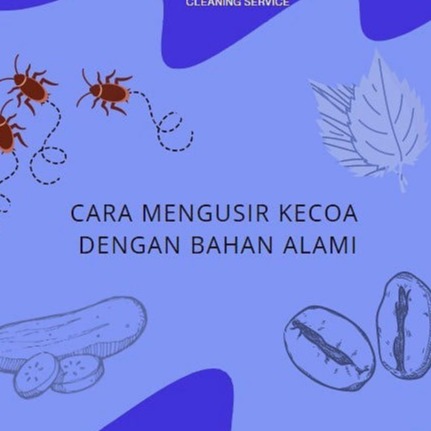 CLEANING SERVICE
CARA MENGUSIR KECOA
DENGAN BAHAN ALAMI